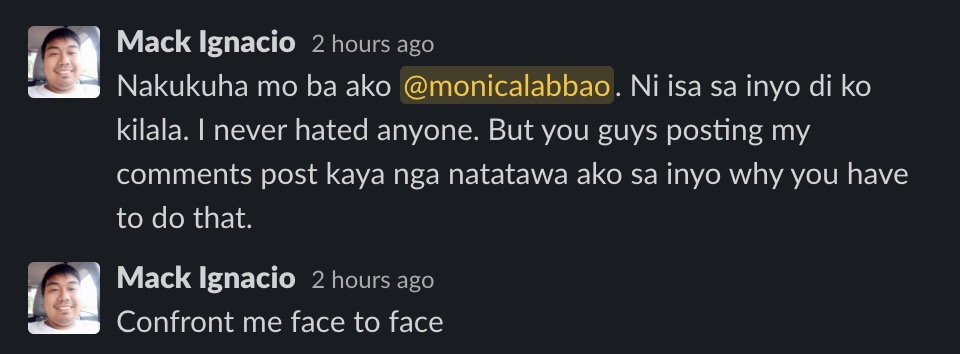 Mack Ignacio 2 hours ago
Nakukuha mo ba ako @monicalabbao. Ni isa sa inyo di ko
kilala. I never hated anyone. But you guys posting my
comments post kaya nga natatawa ako sa inyo why you have
to do that.
Mack Ignacio 2 hours ago
Confront me face to face